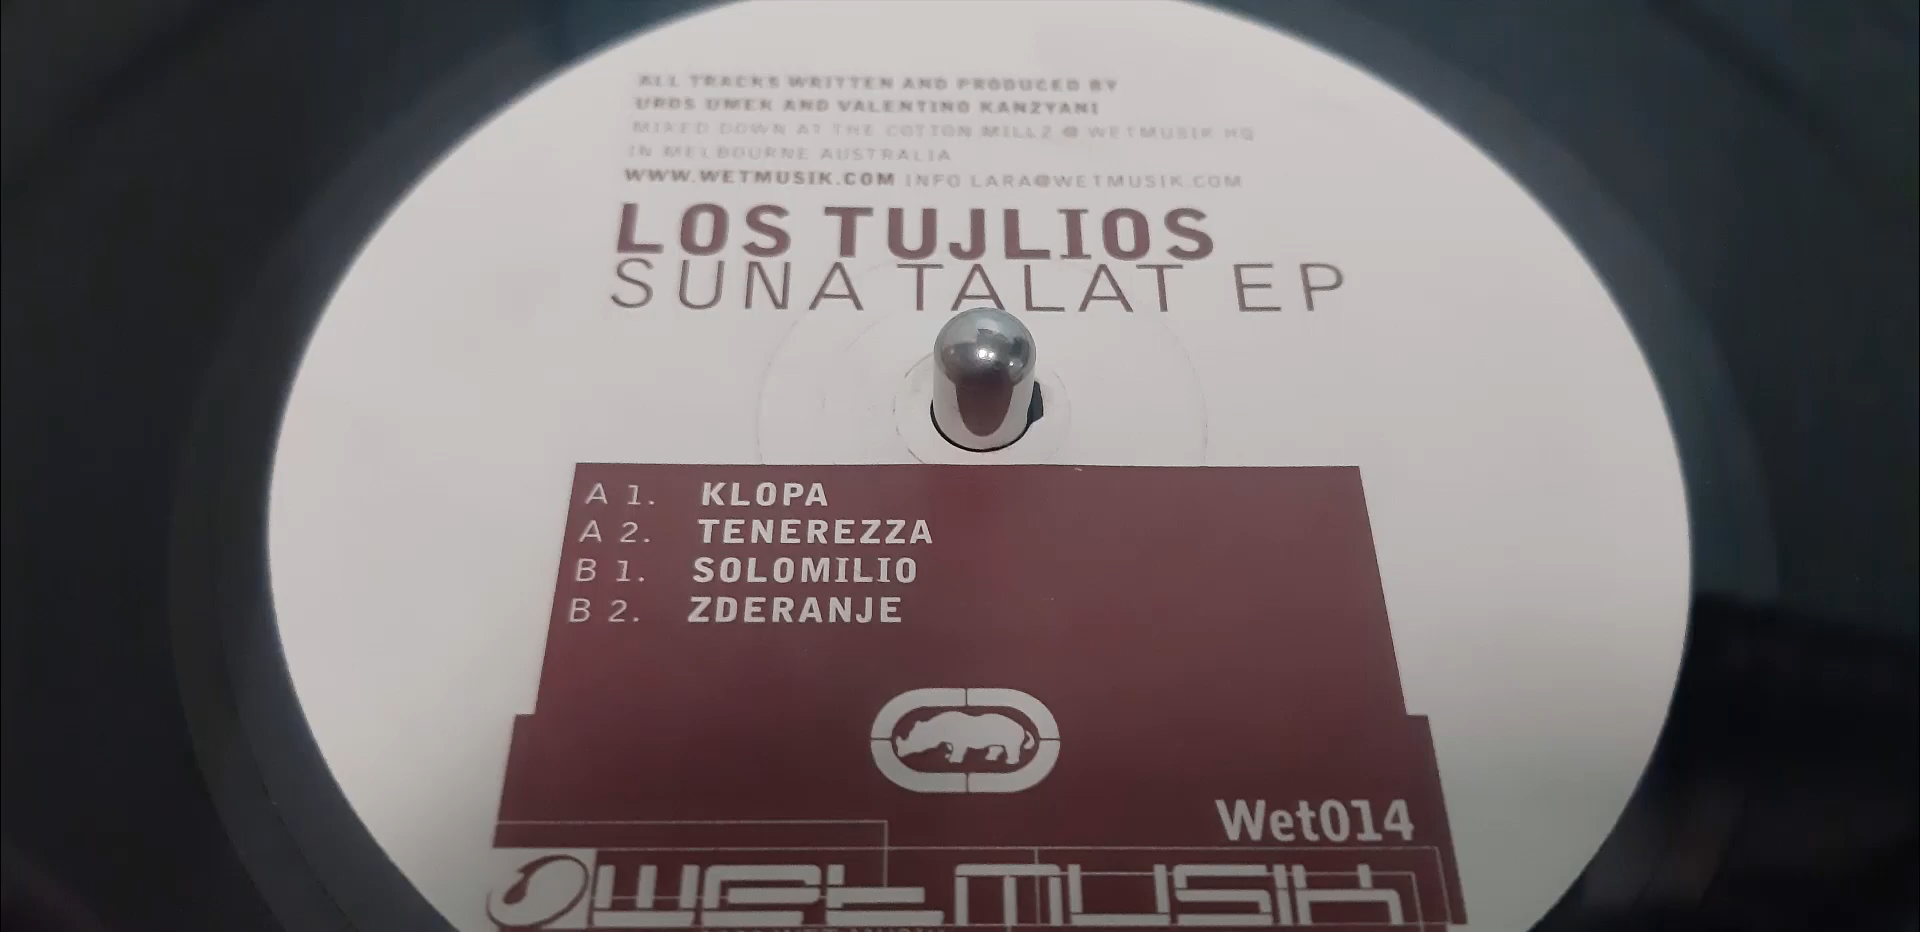 ALL TRACKS WRITTEN AND PRODUCED BY
UROS UMEK AND VALENTINO KANZYANI
MIXED DOWN AT THE COTTON MILLZ @ WETMUSIK HQ
IN MELBOURNE AUSTRALIA
WWW.WETMUSIK.COM INFO LARA@WETMUSIK.COM
LOS TUJLIOS
SUNA TALAT EP
A 1. KLOPA
A 2. TENEREZZA
B 1. SOLOMILIO
B 2. ZDERANJE
Wet014
wet musik